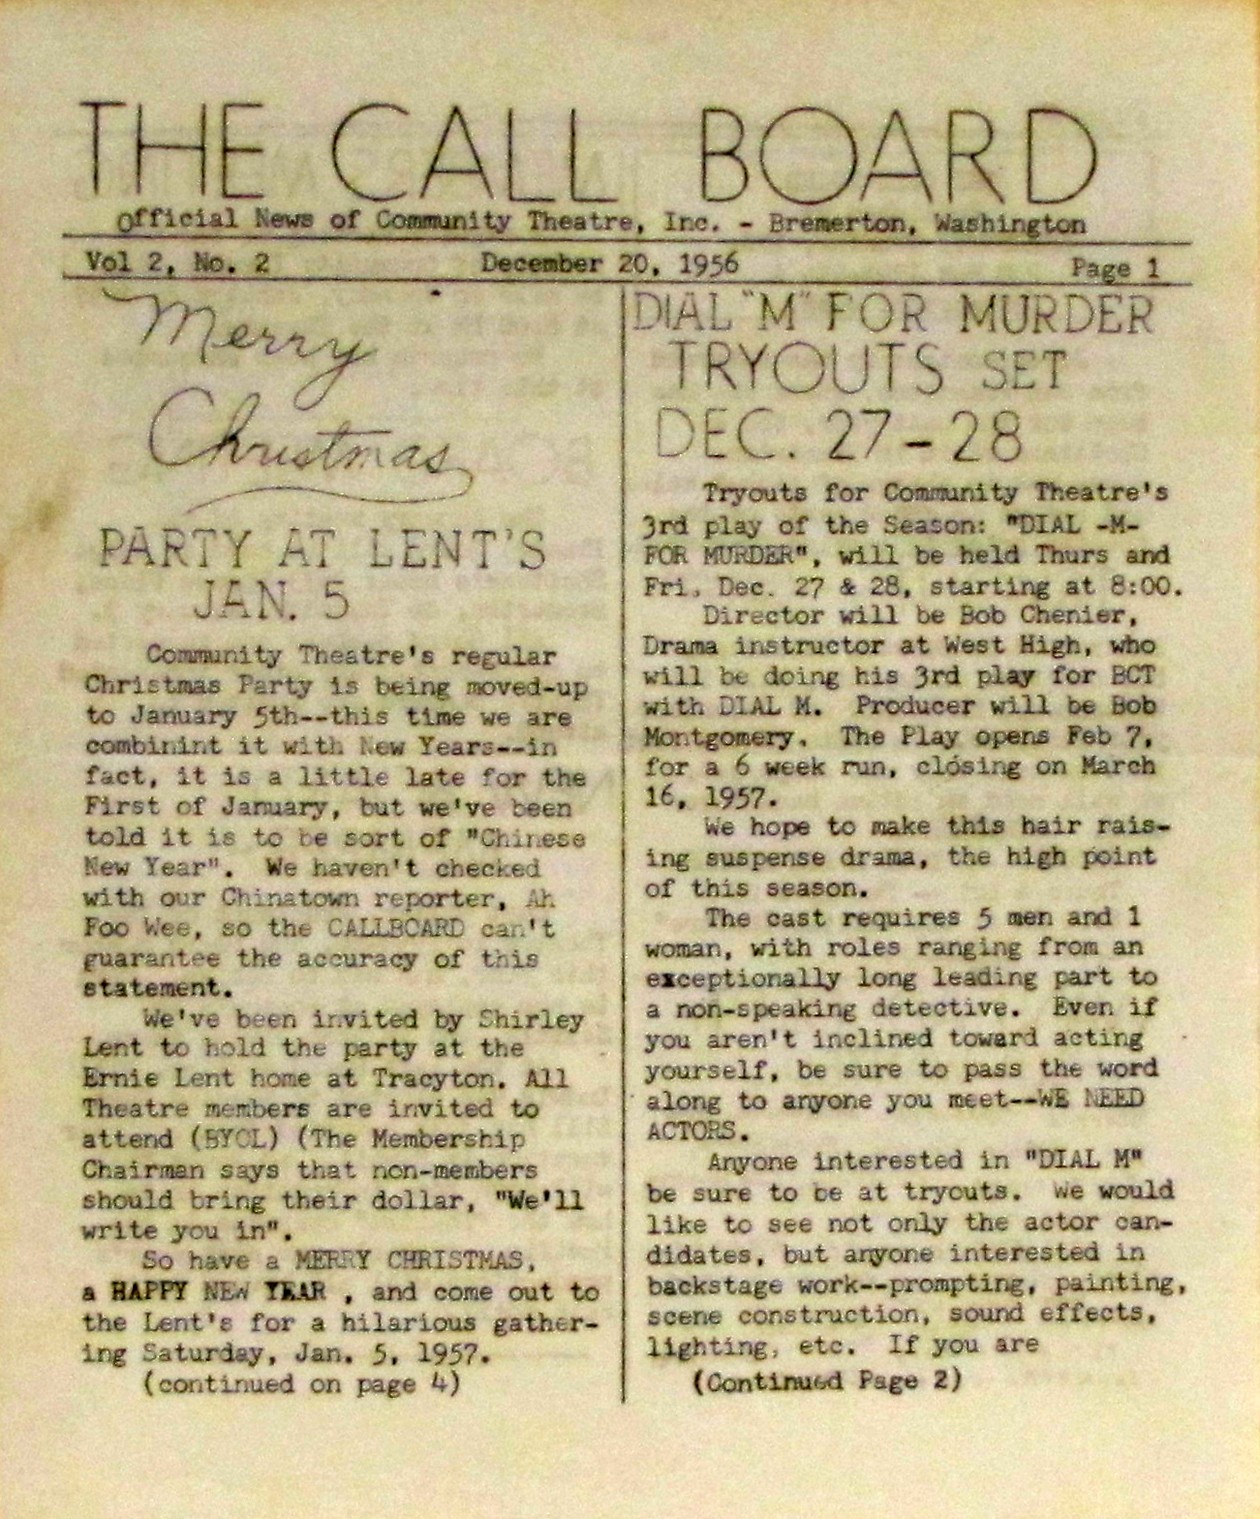 THE CALL BOARD
Official News of Community Theatre, Inc. - Bremerton, Washington
Vol 2, No. 2 December 20, 1956 Page 1
Merry
Christmas
PARTY AT LENT'S
JAN. 5
Community Theatre's regular
Christmas Party is being moved-up
to January 5th--this time we are
combinint it with New Years--in
fact, it is a little late for the
First of January, but we've been
told it is to be sort of "Chinese
New Year". We haven't checked
with our Chinatown reporter, Ah
Foo Wee, so the CALLBOARD can't
guarantee the accuracy of this
statement.
We've been invited by Shirley
Lent to hold the party at the
Ernie Lent home at Tracyton. All
Theatre members are invited to
attend (BYCL) (The Membership
Chairman says that non-members
should bring their dollar, "We'll
write you in".
So have a MERRY CHRISTMAS,
a HAPPY NEW YEAR , and come out to
the Lent's for a hilarious gather-
ing Saturday, Jan. 5, 1957.
(continued on page 4)
DIAL "M" FOR MURDER
TRYOUTS SET
DEC. 27-28
Tryouts for Community Theatre's
3rd play of the Season: "DIAL -M-
FOR MURDER", will be held Thurs and
Fri, Dec. 27 & 28, starting at 8:00.
Director will be Bob Chenier,
Drama instructor at West High, who
will be doing his 3rd play for BCT
with DIAL M. Producer will be Bob
Montgomery. The Play opens Feb 7,
for a 6 week run, closing on March
16, 1957.
We hope to make this hair rais-
ing suspense drama, the high point
of this season.
The cast requires 5 men and 1
woman, with roles ranging from an
exceptionally long leading part to
a non-speaking detective. Even if
you aren't inclined toward acting
yourself, be sure to pass the word
along to anyone you meet--WE NEED
ACTORS.
Anyone interested in "DIAL M"
be sure to be at tryouts. We would
like to see not only the actor can-
didates, but anyone interested in
backstage work--prompting, painting,
scene construction, sound effects,
lighting, etc. If you are
(Continued Page 2)